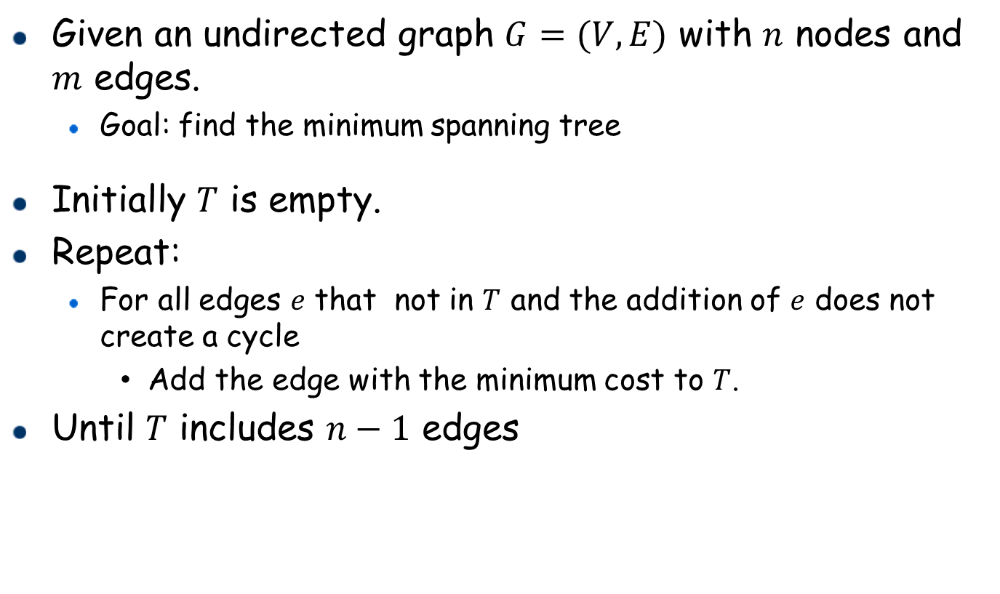 • Given an undirected graph G = (V, E) with n nodes and
m edges.
• Goal: find the minimum spanning tree
• Initially T is empty.
• Repeat:
• For all edges e that not in T and the addition of e does not
create a cycle
• Add the edge with the minimum cost to T.
• Until T includes n − 1 edges